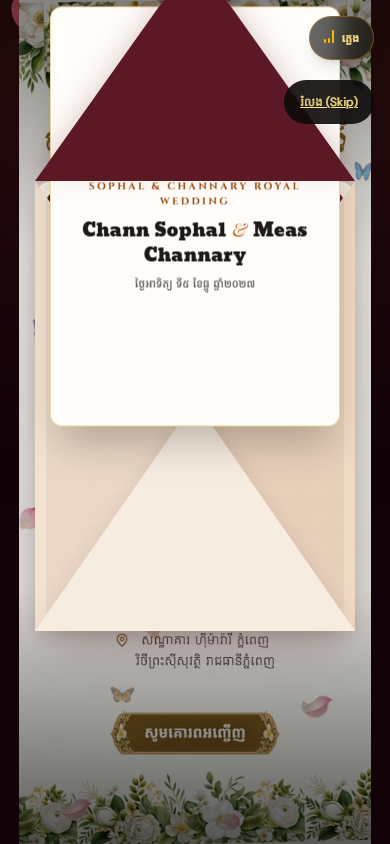 ភ្លេង
រំលង (Skip)
SOPHAL & CHANNARY ROYAL
WEDDING
Chann Sophal & Meas
Channary
ថ្ងៃអាទិត្យ ទី៥ ខែធ្នូ ឆ្នាំ២០២៧
សណ្ឋាគារ ហ៊ីម៉ាវ៉ារី ភ្នំពេញ
វិថីព្រះស៊ីសុវត្ថិ រាជធានីភ្នំពេញ
សូមគោរពអញ្ជើញ